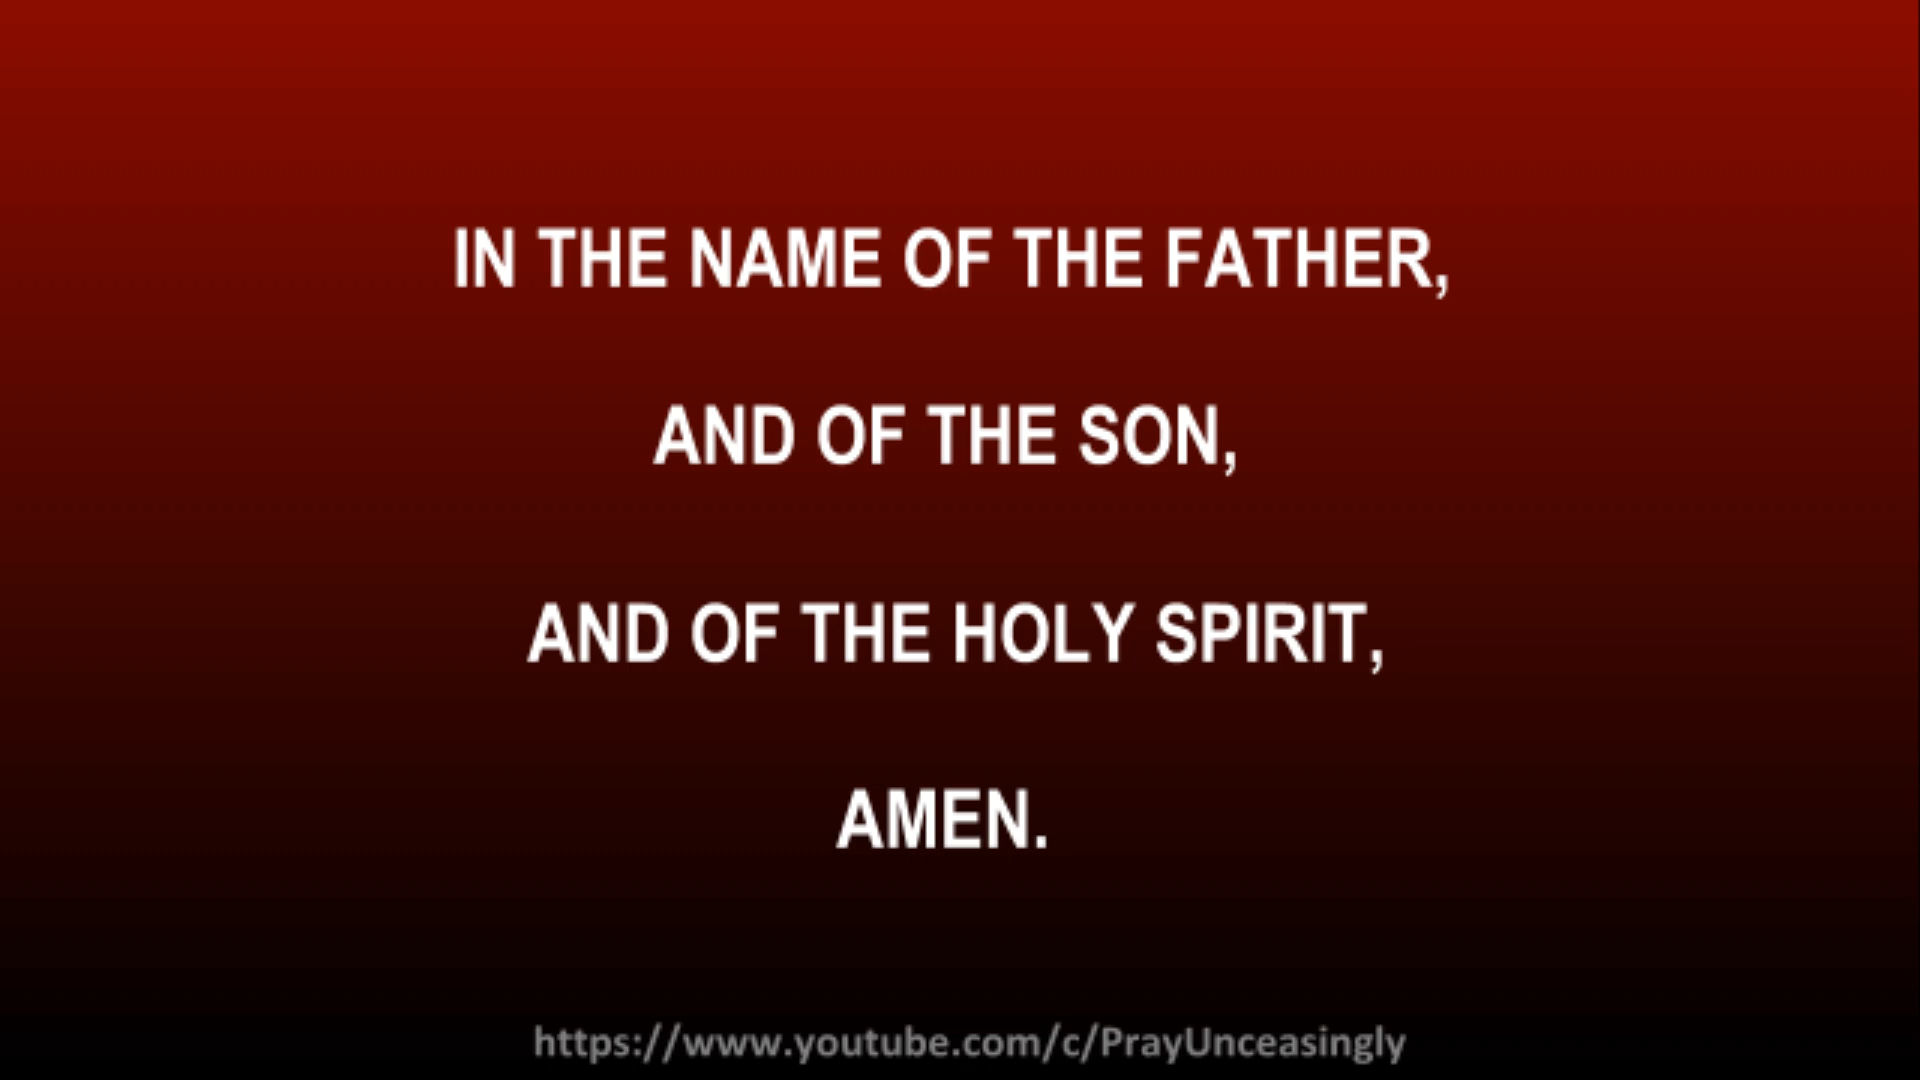 IN THE NAME OF THE FATHER,
AND OF THE SON,
AND OF THE HOLY SPIRIT,
AMEN.
https://www.youtube.com/c/PrayUnceasingly